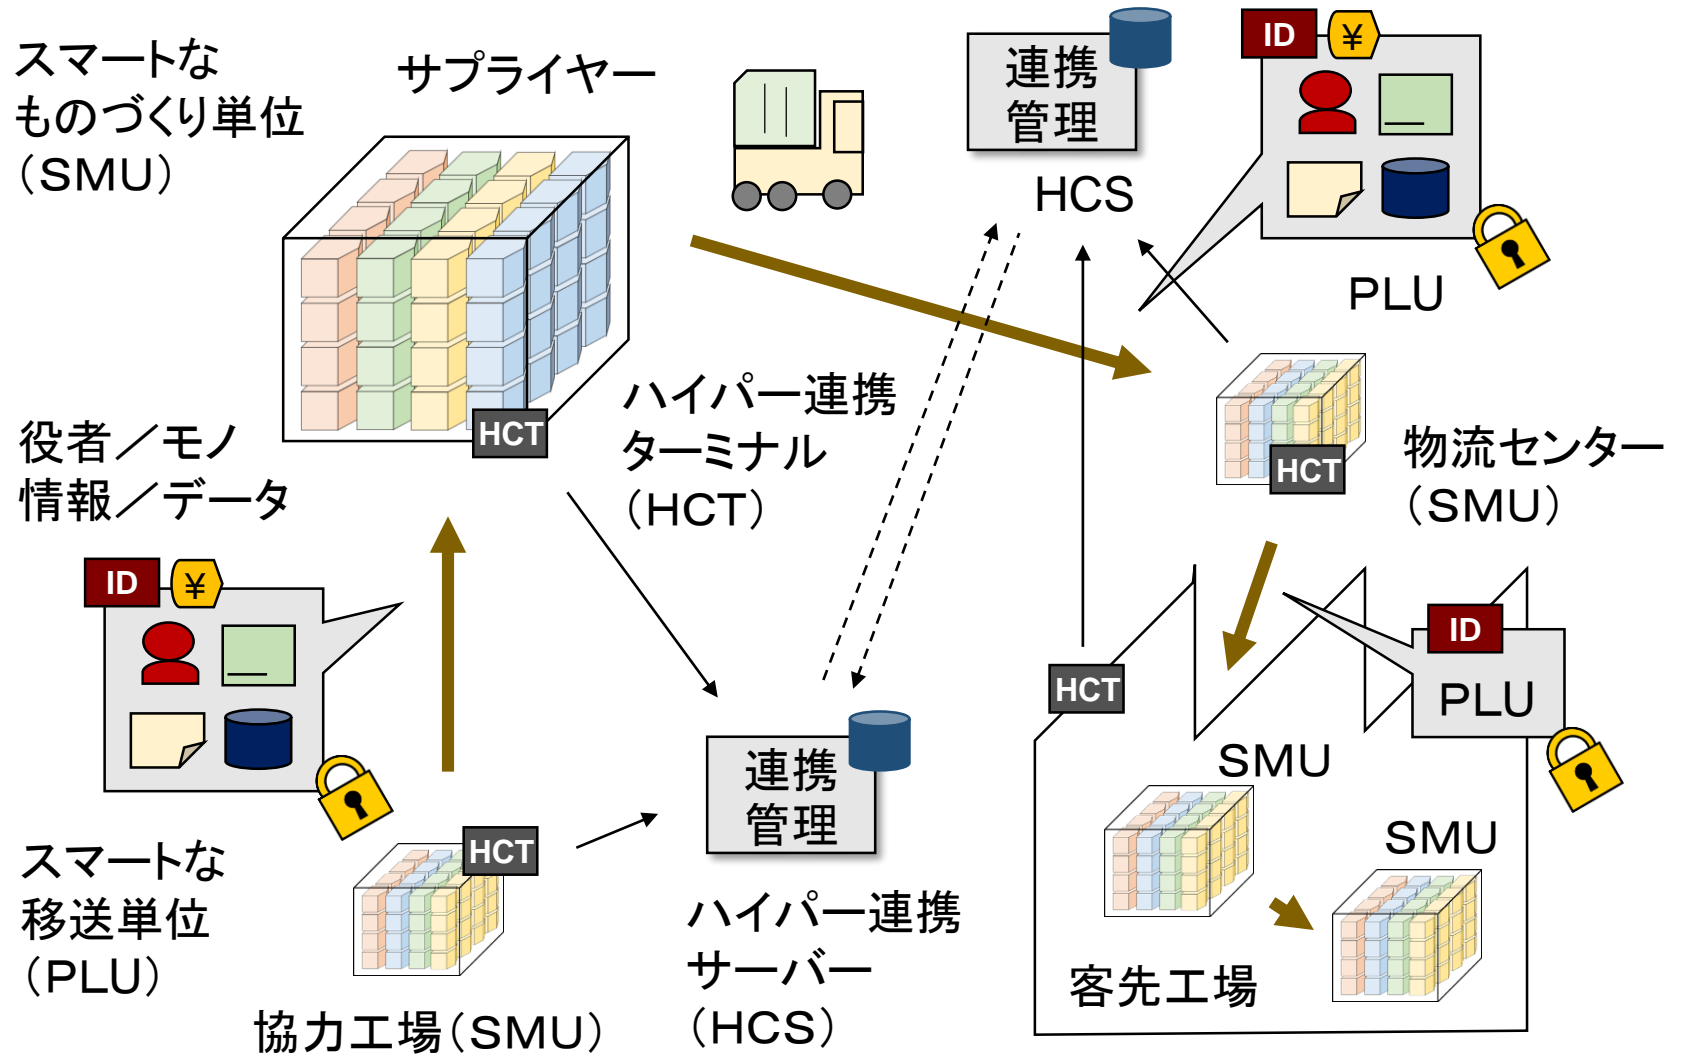 スマートな
ものづくり単位
（SMU）
サプライヤー
連携
管理
HCS
ID
¥
PLU
HCT
ハイパー連携
ターミナル
（HCT）
HCT
物流センター
（SMU）
役者／モノ
情報／データ
ID
¥
スマートな
移送単位
（PLU）
HCT
協力工場（SMU）
連携
管理
ハイパー連携
サーバー
（HCS）
HCT
ID
PLU
SMU
SMU
客先工場